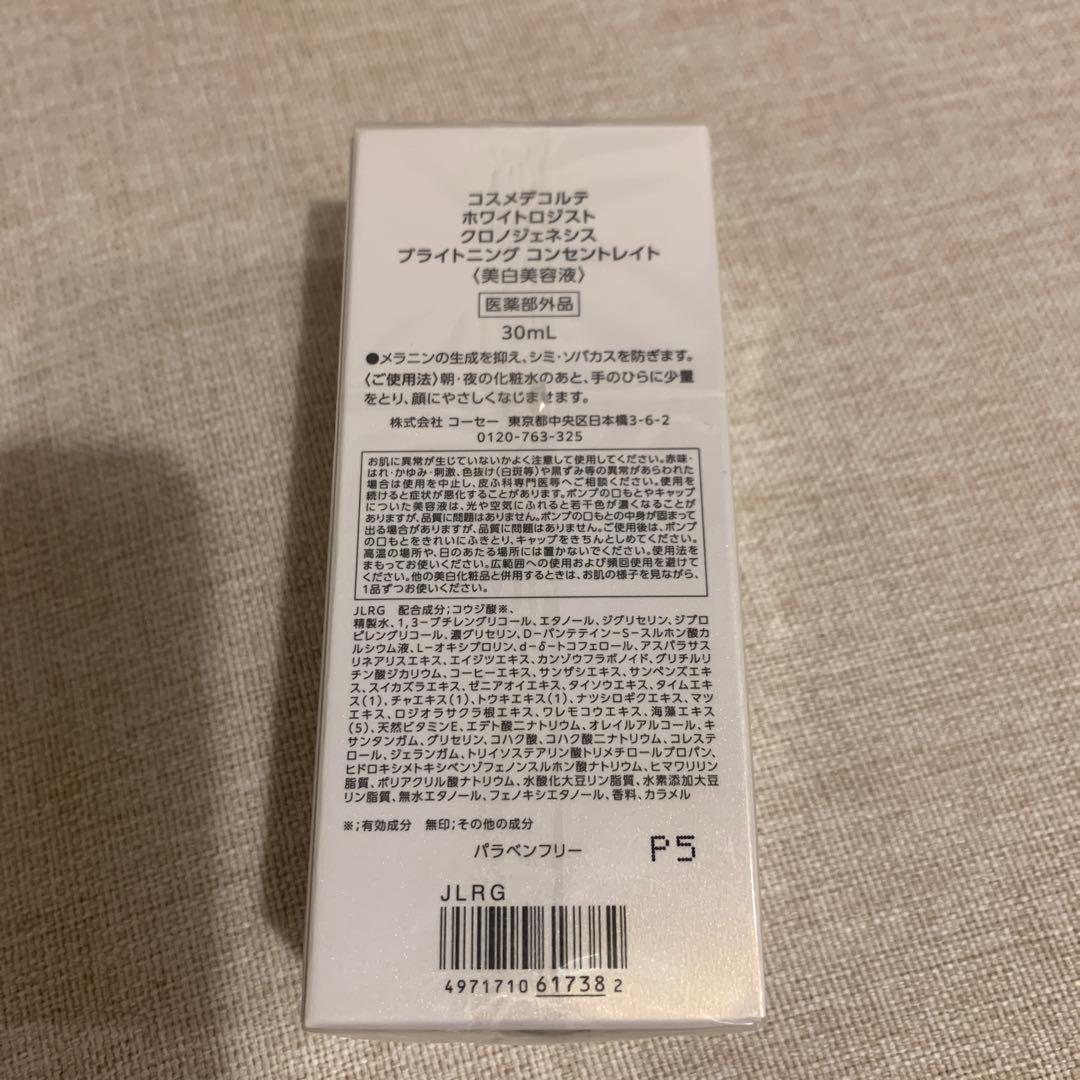 コスメデコルテ
ホワイトロジスト
クロノジェネシス
ブライトニング コンセントレイト
〈美白美容液〉
医薬部外品
30mL
●メラニンの生成を抑え、シミ・ソバカスを防ぎます。
〈ご使用法〉朝・夜の化粧水のあと、手のひらに少量
をとり、顔にやさしくなじませます。
株式会社 コーセー 東京都中央区日本橋3-6-2
0120-763-325
お肌に異常が生じていないかよく注意して使用してください。赤味・
はれ・かゆみ・刺激、色抜け(白斑等)や黒ずみ等の異常があらわれた
場合は使用を中止し、皮ふ科専門医等へご相談ください。使用を
続けると症状が悪化することがあります。ポンプの口もとやキャップ
についた美容液は、光や空気にふれると若干色が濃くなることが
ありますが、品質に問題はありません。ポンプの口もとの中身が固まって
出る場合がありますが、品質に問題はありません。ご使用後は、ポンプ
の口もとをきれいにふきとり、キャップをきちんとしめてください。
高温の場所や、日のあたる場所には置かないでください。使用法を
まもってお使いください。広範囲への使用および頻回使用を避けて
ください。他の美白化粧品と併用するときは、お肌の様子を見ながら、
1品ずつお使いください。
JLRG 配合成分;コウジ酸※、
精製水、1,3-ブチレングリコール、エタノール、ジグリセリン、ジプロ
ピレングリコール、濃グリセリン、D-パンテテイン-S-スルホン酸カ
ルシウム液、L-オキシプロリン、d-δ-トコフェロール、アスパラサス
リネアリスエキス、エイジツエキス、カンゾウフラボノイド、グリチルリ
チン酸ジカリウム、コーヒーエキス、サンザシエキス、サンペンズエキ
ス、スイカズラエキス、ゼニアオイエキス、タイソウエキス、タイムエキ
ス(1)、チャエキス(1)、トウキエキス(1)、ナツシロギクエキス、マツ
エキス、ロジオラサクラ根エキス、ワレモコウエキス、海藻エキス
(5)、天然ビタミンE、エデト酸二ナトリウム、オレイルアルコール、キ
サンタンガム、グリセリン、コハク酸、コハク酸二ナトリウム、コレステ
ロール、ジェランガム、トリイソステアリン酸トリメチロールプロパン、
ヒドロキシメトキシベンゾフェノンスルホン酸ナトリウム、ヒマワリリン
脂質、ポリアクリル酸ナトリウム、水酸化大豆リン脂質、水素添加大豆
リン脂質、無水エタノール、フェノキシエタノール、香料、カラメル
※;有効成分 無印;その他の成分
パラベンフリー
P5
JLRG
4971710 61738 2